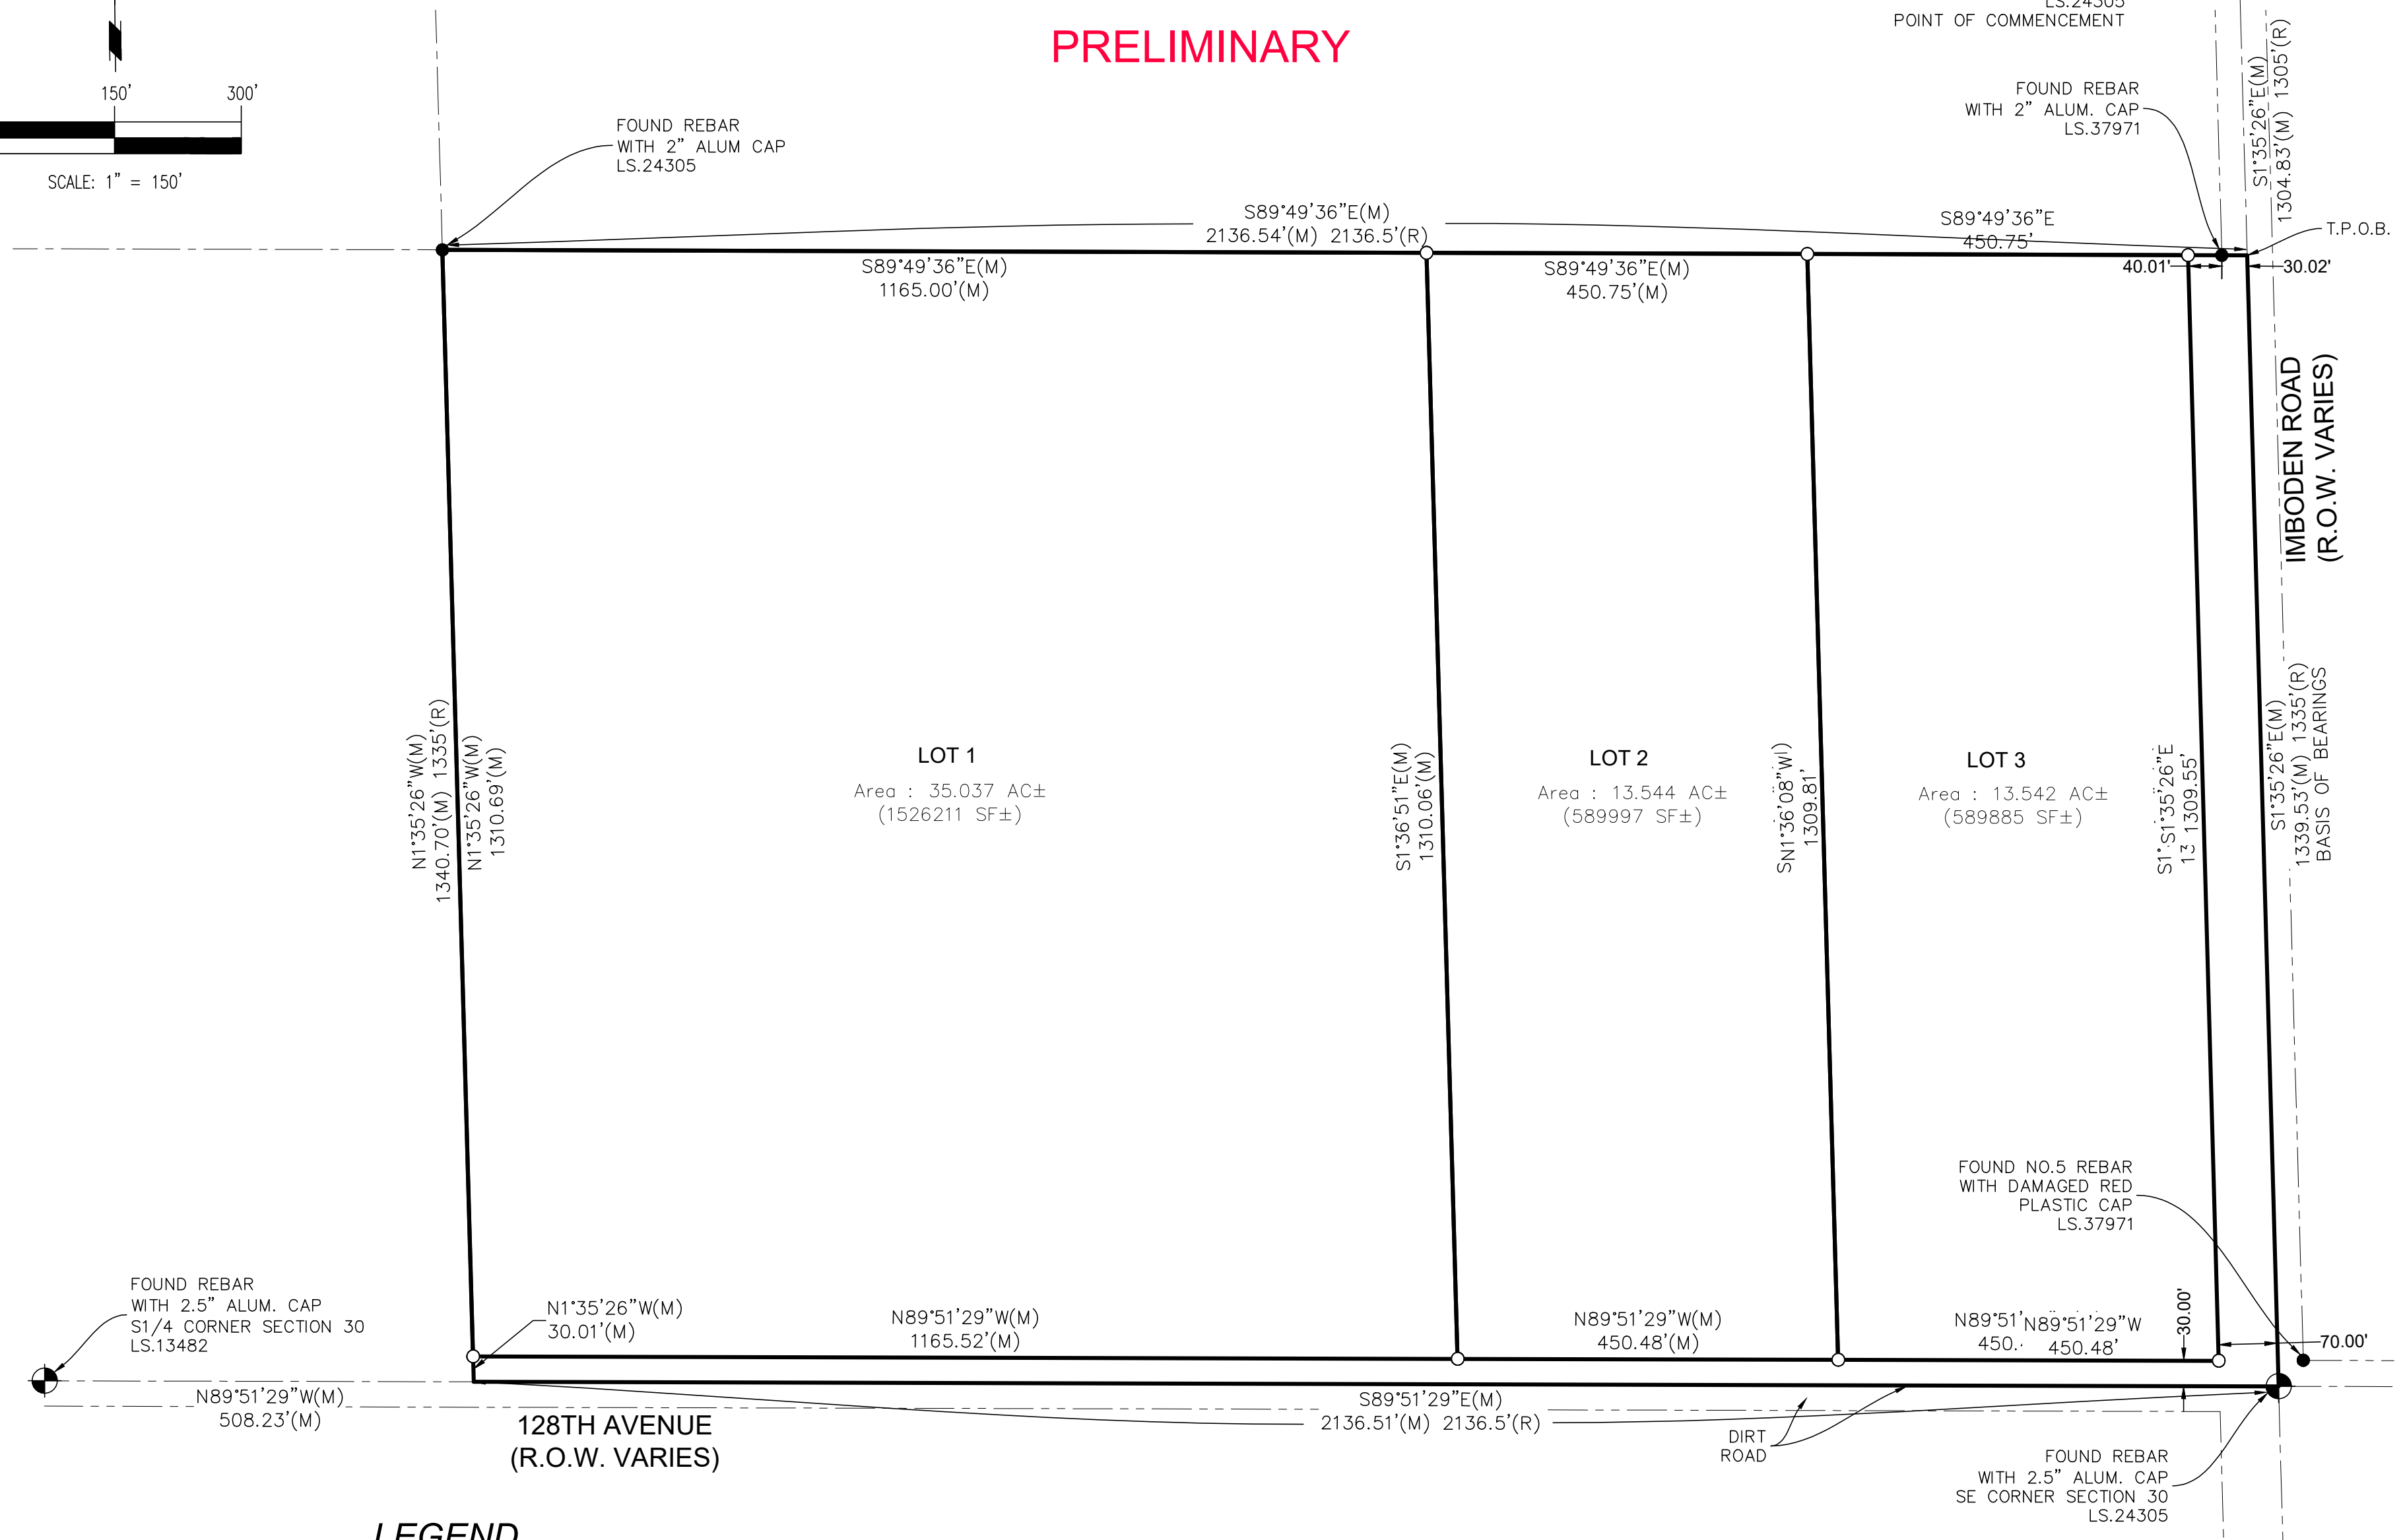 LS.24305
POINT OF COMMENCEMENT
PRELIMINARY
150'
300'
SCALE: 1" = 150'
FOUND REBAR
WITH 2" ALUM CAP
LS.24305
FOUND REBAR
WITH 2" ALUM. CAP
LS.37971
S1°35'26"E(M)
1304.83'(M) 1305'(R)
S89°49'36"E(M)
2136.54'(M) 2136.5'(R)
S89°49'36"E
450.75'
T.P.O.B.
S89°49'36"E(M)
1165.00'(M)
S89°49'36"E(M)
450.75'(M)
40.01'
30.02'
IMBODEN ROAD
(R.O.W. VARIES)
N1°35'26"W(M)
1340.70'(M) 1335'(R)
N1°35'26"W(M)
1310.69'(M)
LOT 1
Area : 35.037 AC±
(1526211 SF±)
S1°36'51"E(M)
1310.06'(M)
LOT 2
Area : 13.544 AC±
(589997 SF±)
N1°36'08"W
1309.81'
LOT 3
Area : 13.542 AC±
(589885 SF±)
S1°35'26"E
1309.55'
S1°35'26"E(M)
1339.53'(M) 1335'(R)
BASIS OF BEARINGS
FOUND NO.5 REBAR
WITH DAMAGED RED
PLASTIC CAP
LS.37971
FOUND REBAR
WITH 2.5" ALUM. CAP
S1/4 CORNER SECTION 30
LS.13482
N1°35'26"W(M)
30.01'(M)
N89°51'29"W(M)
1165.52'(M)
N89°51'29"W(M)
450.48'(M)
N89°51' N89°51'29"W
450. 450.48'
30.00'
70.00'
N89°51'29"W(M)
508.23'(M)
128TH AVENUE
(R.O.W. VARIES)
S89°51'29"E(M)
2136.51'(M) 2136.5'(R)
DIRT
ROAD
FOUND REBAR
WITH 2.5" ALUM. CAP
SE CORNER SECTION 30
LS.24305
LEGEND